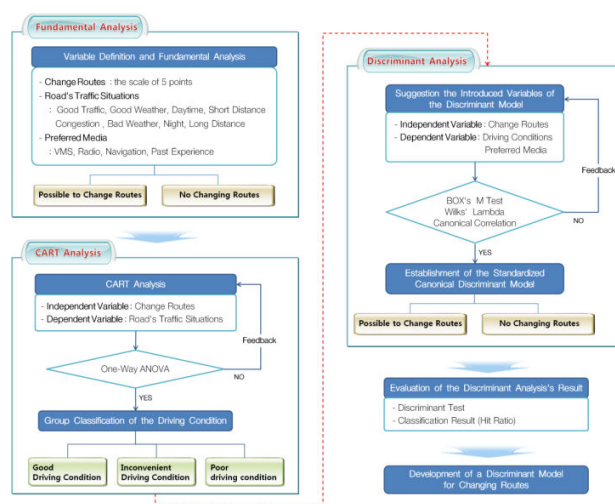 Fundamental Analysis
Variable Definition and Fundamental Analysis
- Change Routes : the scale of 5 points
- Road's Traffic Situations
: Good Traffic, Good Weather, Daytime, Short Distance
Congestion , Bad Weather, Night, Long Distance
- Preferred Media
: VMS, Radio, Navigation, Past Experience
Possible to Change Routes
No Changing Routes
CART Analysis
CART Analysis
- Independent Variable : Change Routes
- Dependent Variable : Road's Traffic Situations
Feedback
One-Way ANOVA
NO
YES
Group Classification of the Driving Condition
Good
Driving Condition
Inconvenient
Driving Condition
Poor
driving condition
Discriminant Analysis
Suggestion the Introduced Variables of
the Discriminant Model
- Independent Variable : Change Routes
- Dependent Variable : Driving Conditions
Preferred Media
Feedback
BOX's M Test
Wilks' Lambda
Canonical Correlation
NO
YES
Establishment of the Standardized
Canonical Discriminant Model
Possible to Change Routes
No Changing Routes
Evaluation of the Discriminant Analysis's Result
- Discriminant Test
- Classification Result (Hit Ratio)
Development of a Discriminant Model
for Changing Routes